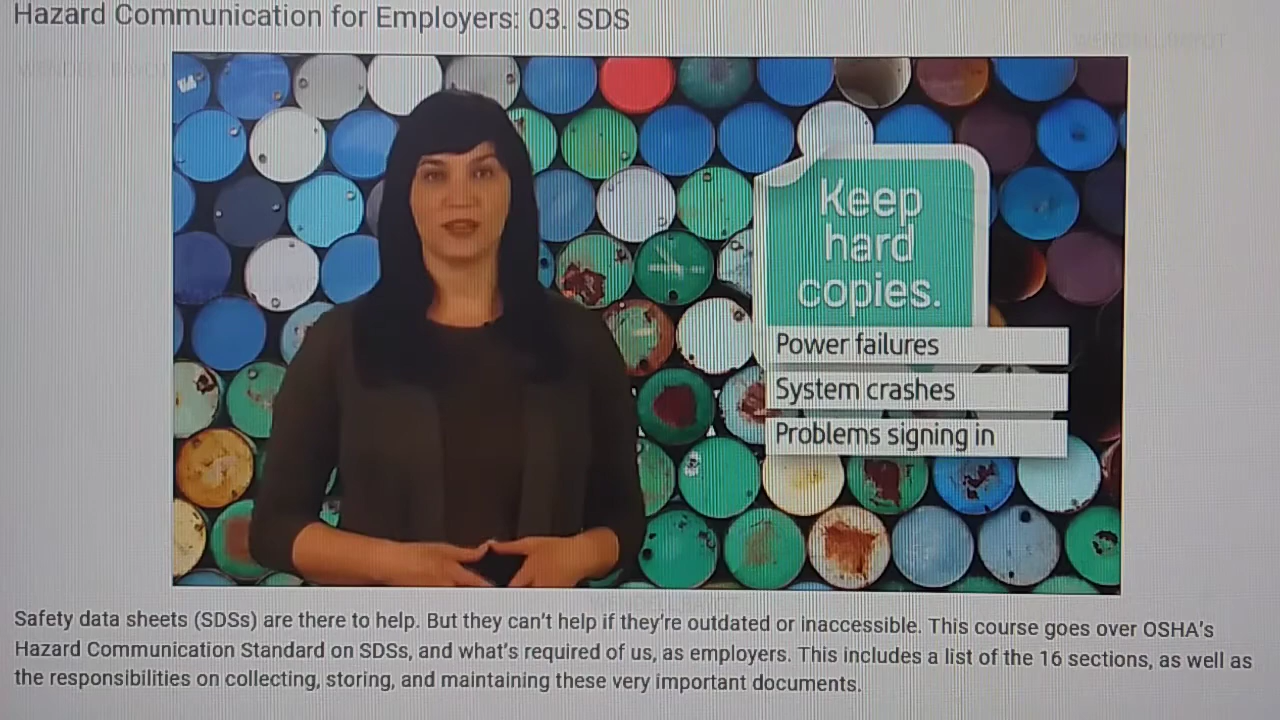 Hazard Communication for Employers: 03. SDS
Keep
hard
copies.
Power failures
System crashes
Problems signing in
Safety data sheets (SDSs) are there to help. But they can't help if they're outdated or inaccessible. This course goes over OSHA's
Hazard Communication Standard on SDSs, and what's required of us, as employers. This includes a list of the 16 sections, as well as
the responsibilities on collecting, storing, and maintaining these very important documents.